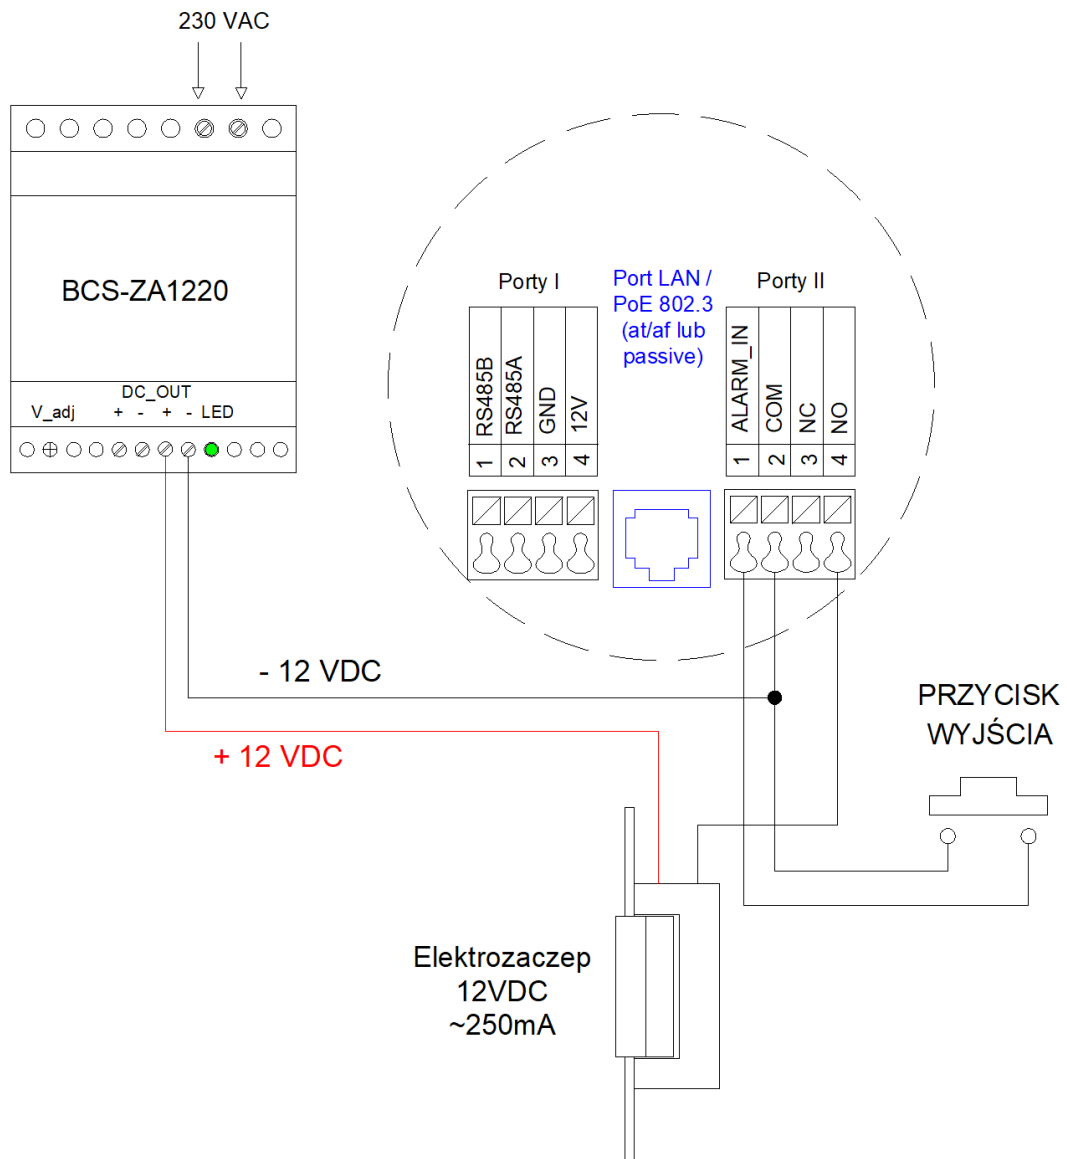 230 VAC
BCS-ZA1220
DC_OUT
V_adj + - + - LED
Porty I
RS485B
RS485A
GND
12V
1 2 3 4
Port LAN /
PoE 802.3
(at/af lub
passive)
Porty II
ALARM_IN
COM
NC
NO
1 2 3 4
- 12 VDC
+ 12 VDC
PRZYCISK
WYJŚCIA
Elektrozaczep
12VDC
~250mA